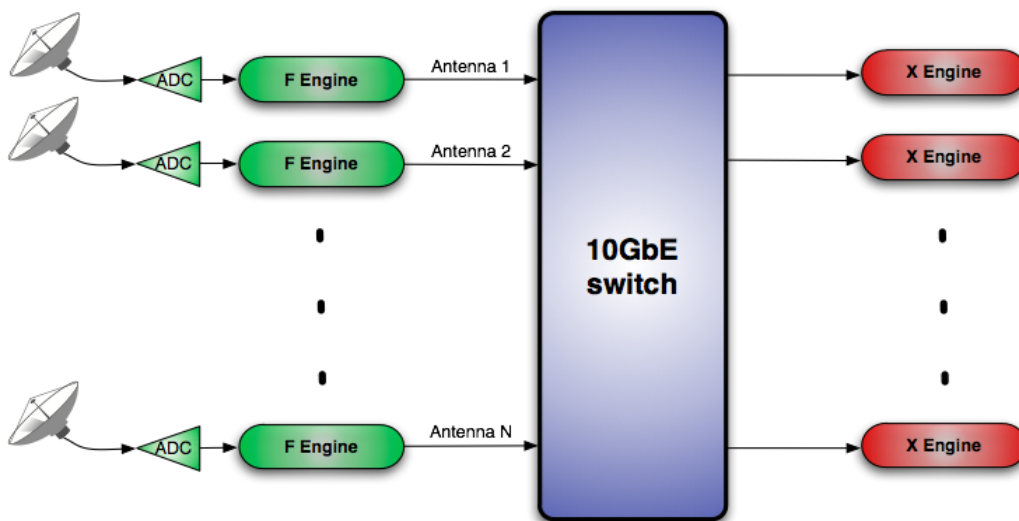 ADC
F Engine
Antenna 1
X Engine
ADC
F Engine
Antenna 2
X Engine
10GbE
switch
ADC
F Engine
Antenna N
X Engine